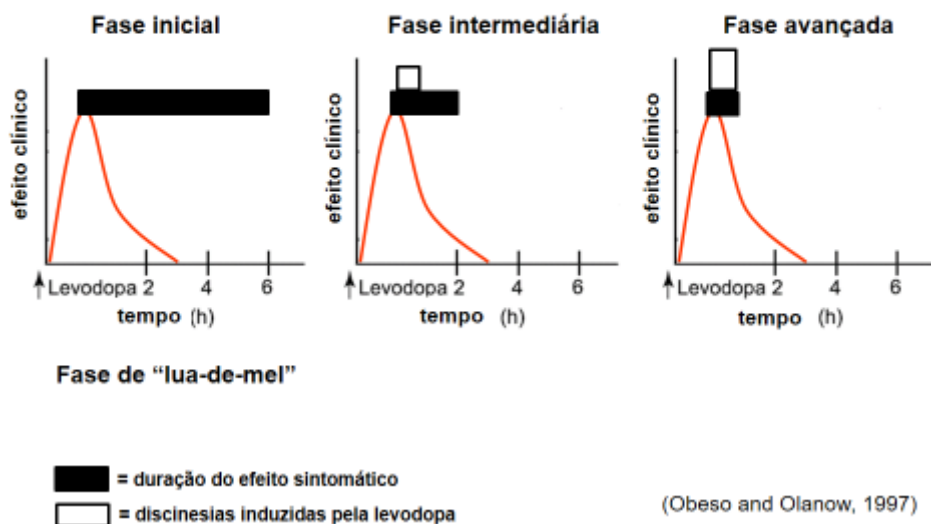 Fase inicial
Fase intermediária
Fase avançada
efeito clínico
efeito clínico
efeito clínico
Levodopa 2 4 6
Levodopa 2 4 6
Levodopa 2 4 6
tempo (h)
tempo (h)
tempo (h)
Fase de “lua-de-mel”
= duração do efeito sintomático
= discinesias induzidas pela levodopa
(Obeso and Olanow, 1997)